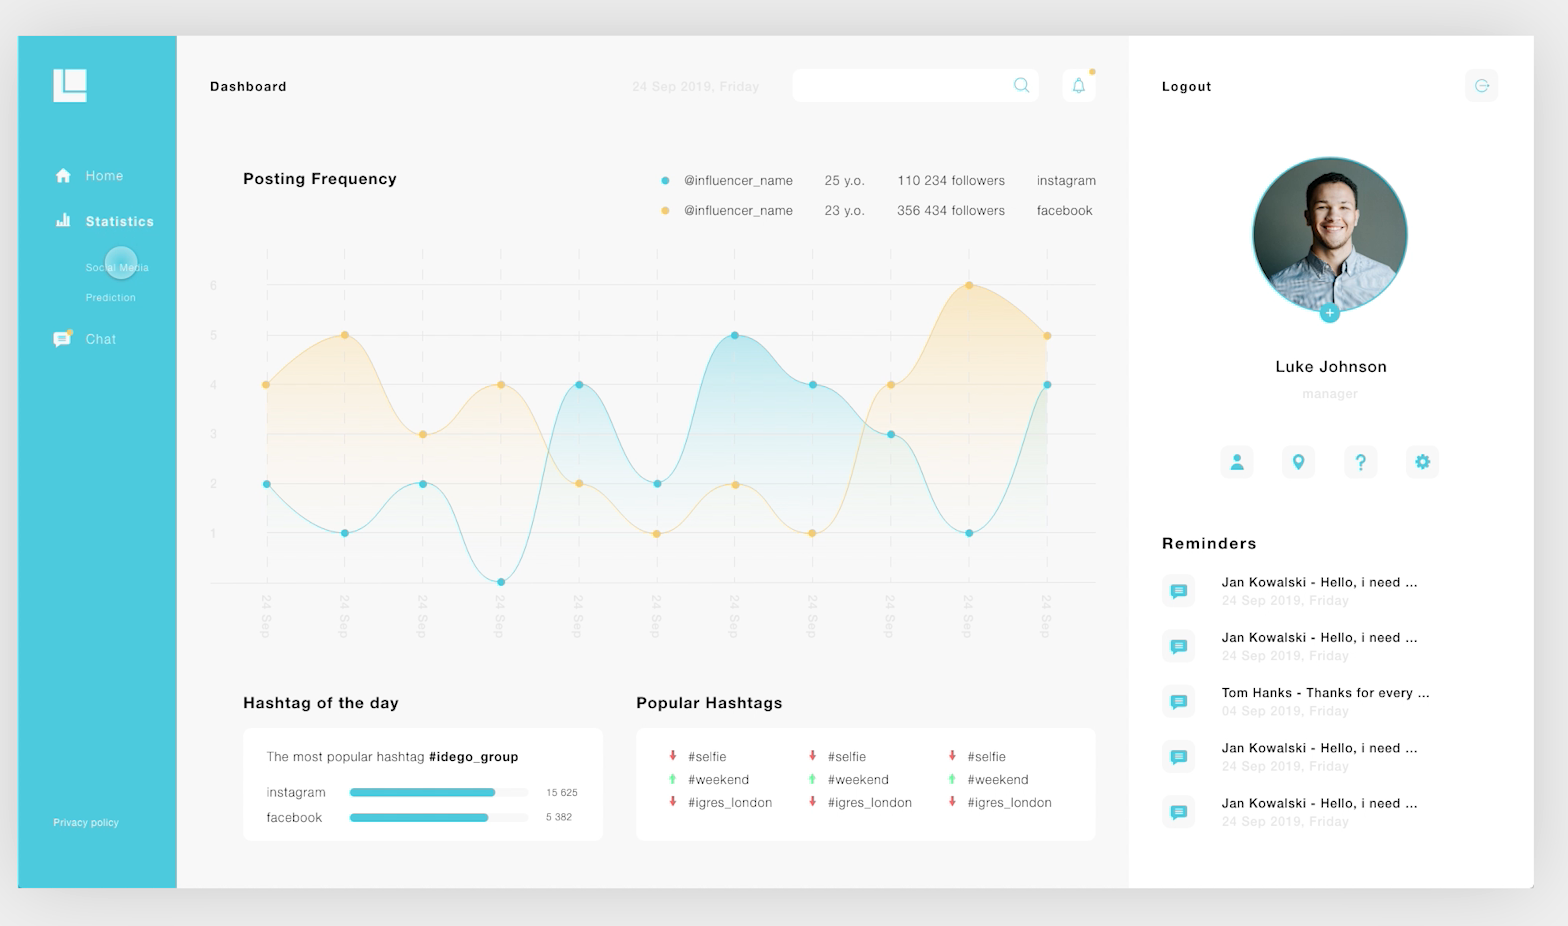 Dashboard
24 Sep 2019, Friday
Logout
Home
Statistics
Social Media
Prediction
Chat
Privacy policy
Posting Frequency
@influencer_name 25 y.o. 110 234 followers instagram
@influencer_name 23 y.o. 356 434 followers facebook
6
5
4
3
2
1
24 Sep
24 Sep
24 Sep
24 Sep
24 Sep
24 Sep
24 Sep
24 Sep
24 Sep
24 Sep
24 Sep
Hashtag of the day
The most popular hashtag #idego_group
instagram 15 625
facebook 5 382
Popular Hashtags
#selfie #selfie #selfie
#weekend #weekend #weekend
#igres_london #igres_london #igres_london
Luke Johnson
manager
?
Reminders
Jan Kowalski - Hello, i need ...
24 Sep 2019, Friday
Jan Kowalski - Hello, i need ...
24 Sep 2019, Friday
Tom Hanks - Thanks for every ...
04 Sep 2019, Friday
Jan Kowalski - Hello, i need ...
24 Sep 2019, Friday
Jan Kowalski - Hello, i need ...
24 Sep 2019, Friday